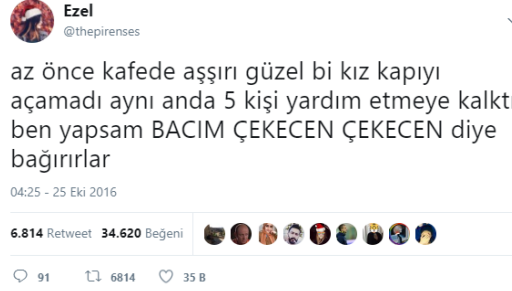 Ezel
@thepirenses
az önce kafede aşşırı güzel bi kız kapıyı
açamadı aynı anda 5 kişi yardım etmeye kalktı
ben yapsam BACIM ÇEKECEN ÇEKECEN diye
bağırırlar
04:25 - 25 Eki 2016
6.814 Retweet 34.620 Beğeni
91 6814 35 B